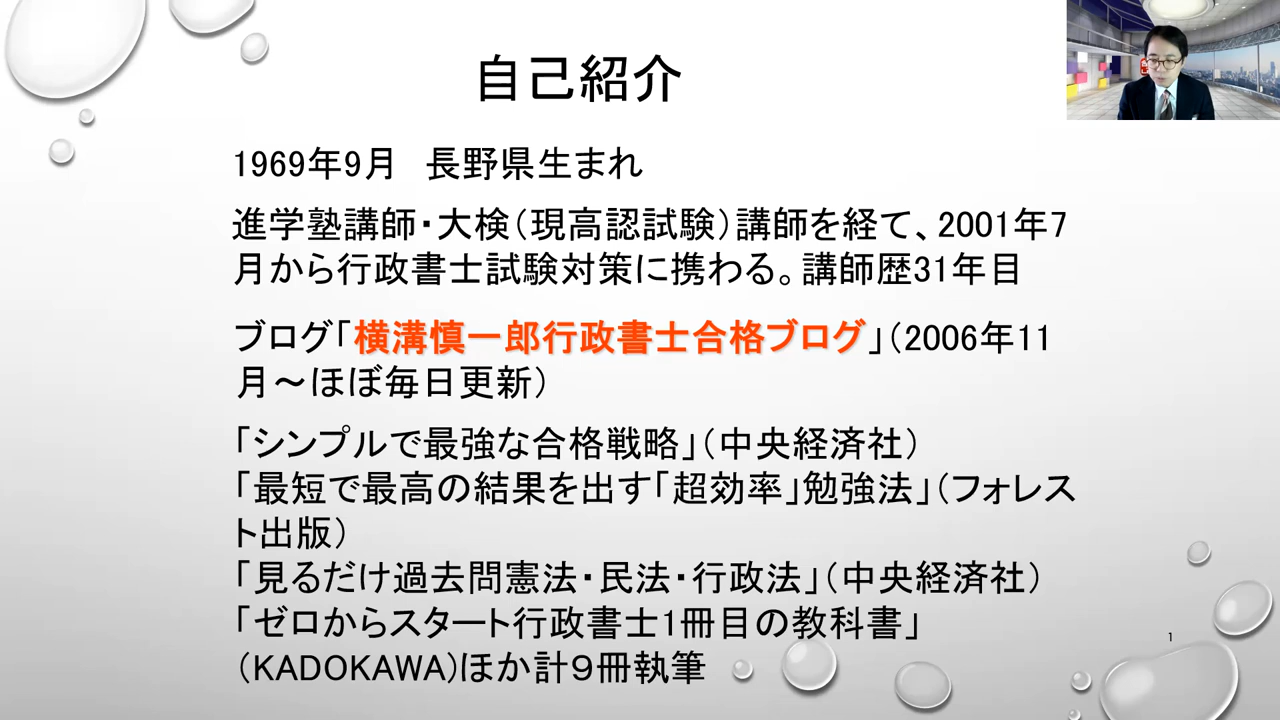 自己紹介
1969年9月　長野県生まれ
進学塾講師・大検（現高認試験）講師を経て、2001年7
月から行政書士試験対策に携わる。講師歴31年目
ブログ「横溝慎一郎行政書士合格ブログ」（2006年11
月～ほぼ毎日更新）
「シンプルで最強な合格戦略」（中央経済社）
「最短で最高の結果を出す「超効率」勉強法」（フォレス
ト出版）
「見るだけ過去問憲法・民法・行政法」（中央経済社）
「ゼロからスタート行政書士1冊目の教科書」
（KADOKAWA)ほか計９冊執筆
1